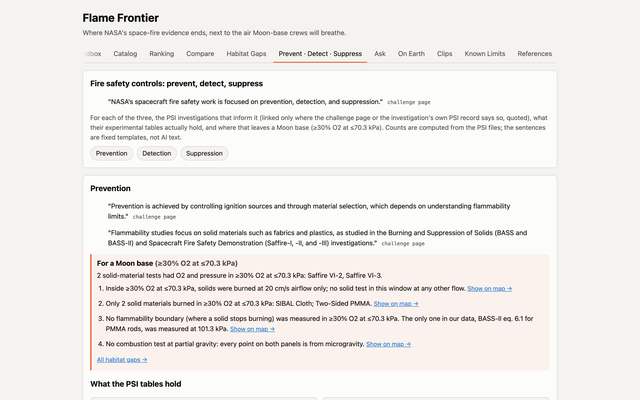 Flame Frontier
Where NASA's space-fire evidence ends, next to the air Moon-base crews will breathe.
Catalog Ranking Compare Habitat Gaps Prevent · Detect · Suppress Ask On Earth Clips Known Limits References
Fire safety controls: prevent, detect, suppress
"NASA's spacecraft fire safety work is focused on prevention, detection, and suppression." challenge page
For each of the three, the PSI investigations that inform it (linked only where the challenge page or the investigation's own PSI record says so, quoted), what
their experimental tables actually hold, and where that leaves a Moon base (≥30% O2 at ≤70.3 kPa). Counts are computed from the PSI files; the sentences
are fixed templates, not AI text.
Prevention Detection Suppression
Prevention
"Prevention is achieved by controlling ignition sources and through material selection, which depends on understanding flammability
limits." challenge page
"Flammability studies focus on solid materials such as fabrics and plastics, as studied in the Burning and Suppression of Solids (BASS and
BASS-II) and Spacecraft Fire Safety Demonstration (Saffire-I, -II, and -III) investigations." challenge page
For a Moon base (≥30% O2 at ≤70.3 kPa)
2 solid-material tests had O2 and pressure in ≥30% O2 at ≤70.3 kPa: Saffire VI-2, Saffire VI-3.
1. Inside ≥30% O2 at ≤70.3 kPa, solids were burned at 20 cm/s airflow only; no solid test in this window at any other flow. Show on map →
2. Only 2 solid materials burned in ≥30% O2 at ≤70.3 kPa: SIBAL Cloth; Two-Sided PMMA. Show on map →
3. No flammability boundary (where a solid stops burning) was measured in ≥30% O2 at ≤70.3 kPa. The only one in our data, BASS-II eq. 6.1 for
PMMA rods, was measured at 101.3 kPa. Show on map →
4. No combustion test at partial gravity: every point on both panels is from microgravity. Show on map →
All habitat gaps →
What the PSI tables hold